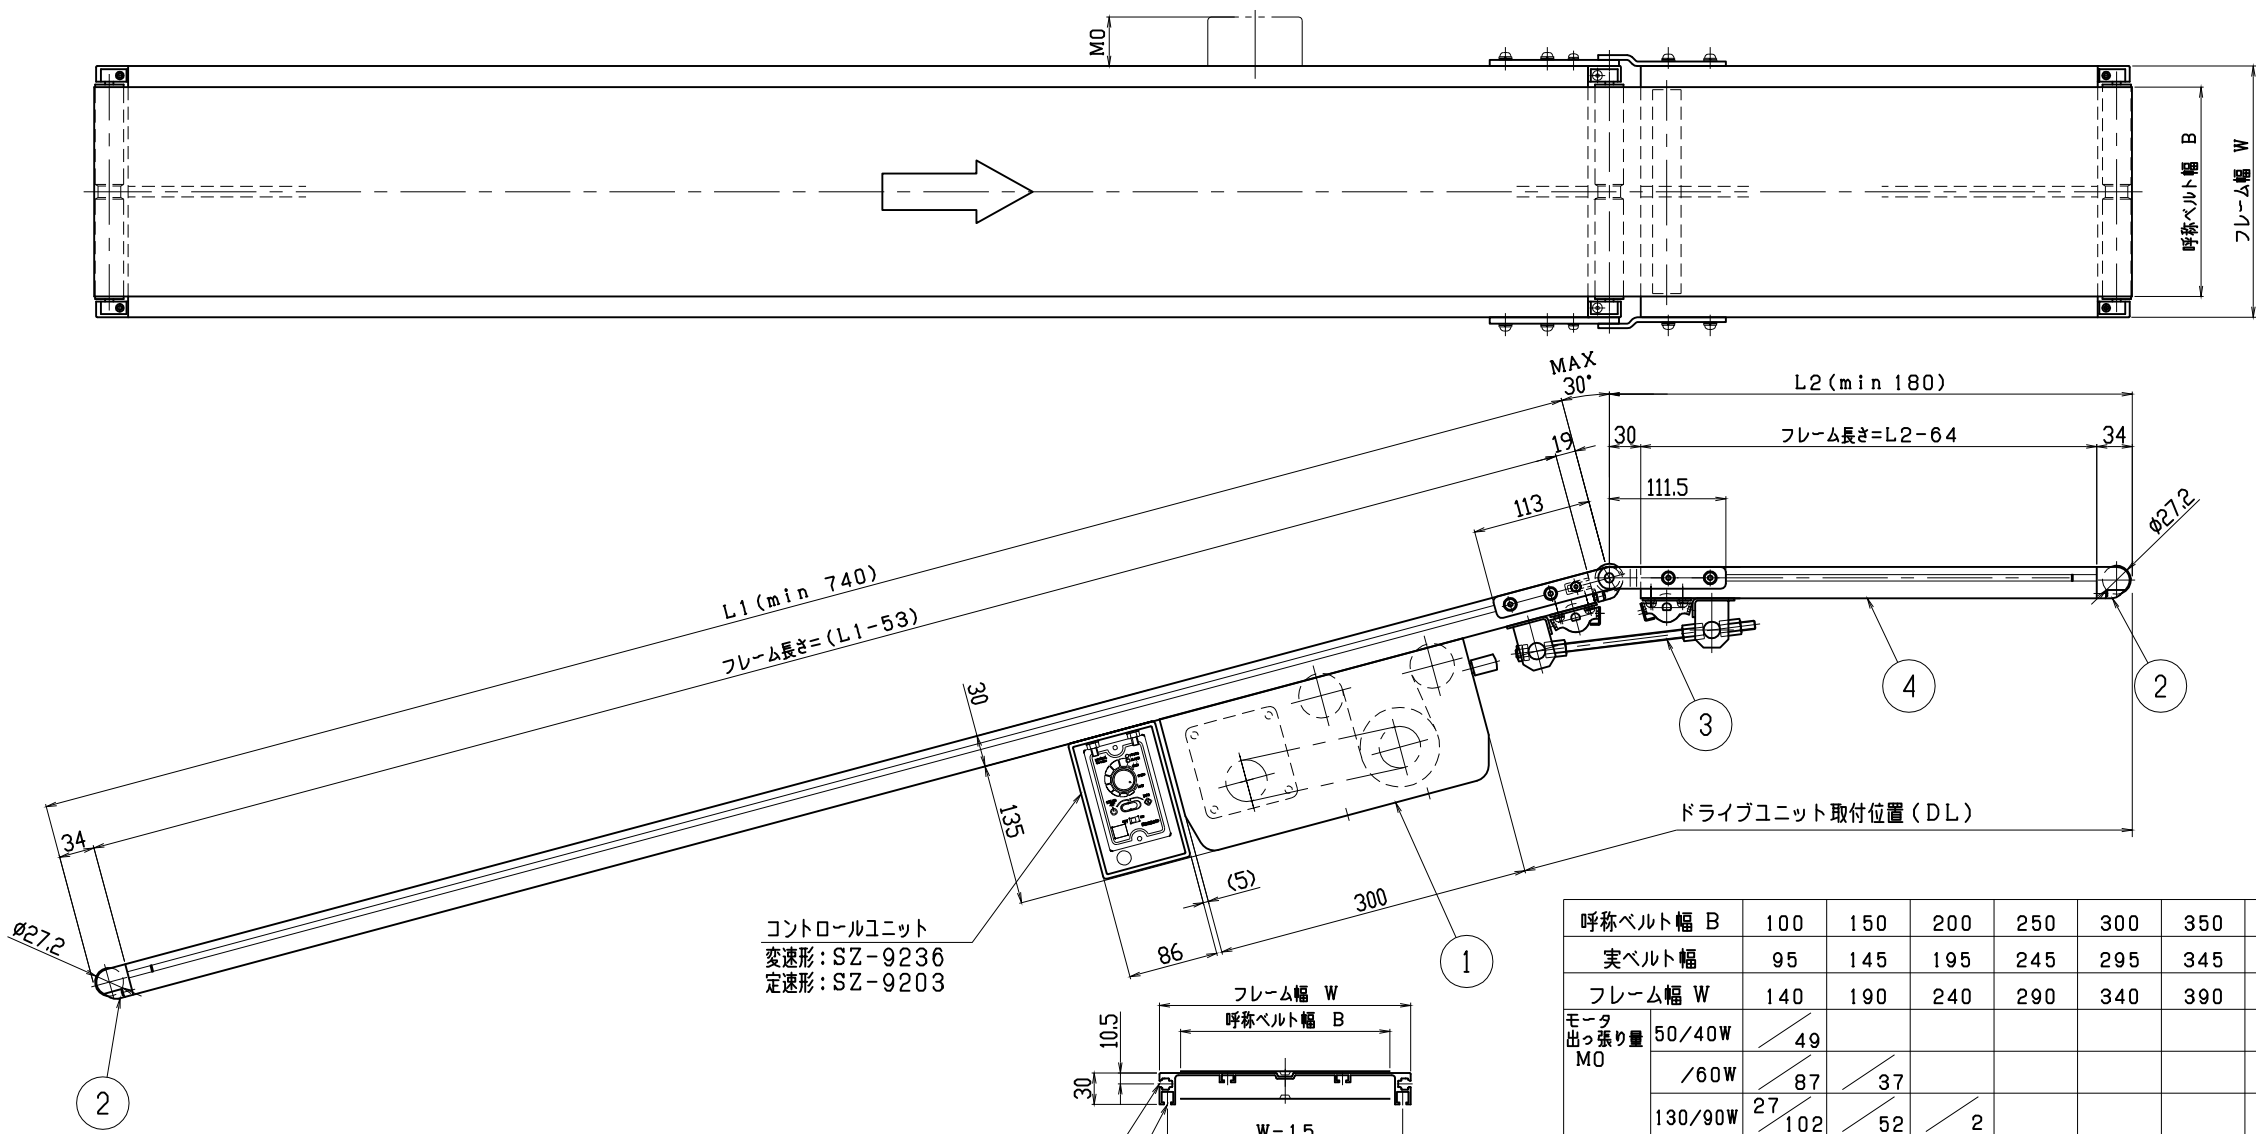 MO
呼称ベルト幅 B
フレーム幅 W
MAX
30°
L2(min 180)
19
30
フレーム長さ=L2-64
34
111.5
113
φ27.2
L1(min 740)
フレーム長さ=(L1-53)
30
4
2
3
135
ドライブユニット取付位置(DL)
34
(5)
300
φ27.2
コントロールユニット
変速形:SZ-9236
定速形:SZ-9203
86
1
2
フレーム幅 W
呼称ベルト幅 B
10.5
30
W-15
呼称ベルト幅 B 100 150 200 250 300 350
実ベルト幅 95 145 195 245 295 345
フレーム幅 W 140 190 240 290 340 390
モータ
出っ張り量
MO
50/40W /49
/60W /87 /37
130/90W 27/102 /52 /2